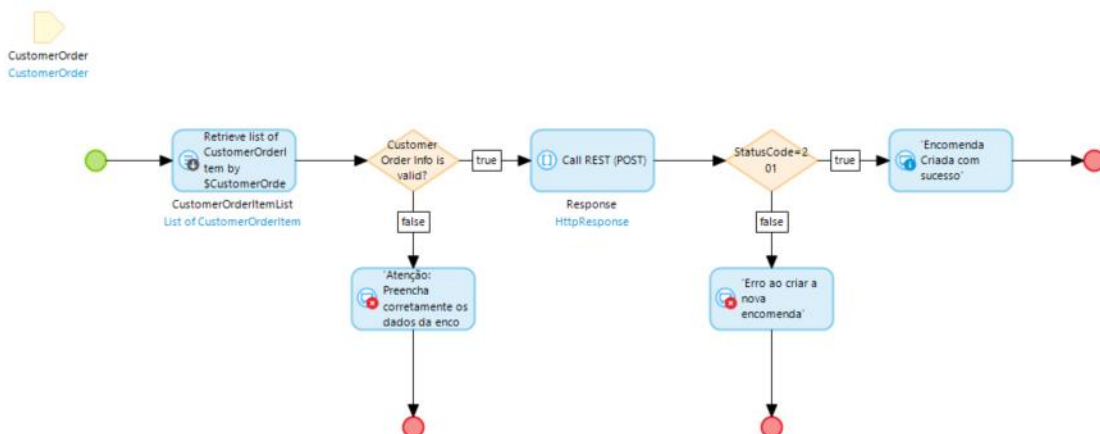 CustomerOrder
CustomerOrder
Retrieve list of
CustomerOrderI
tem by
$CustomerOrde
CustomerOrderItemList
List of CustomerOrderItem
Customer
Order Info is
valid?
true
false
'Atenção:
Preencha
corretamente os
dados da enco
Call REST (POST)
Response
HttpResponse
StatusCode=2
01
true
false
'Erro ao criar a
nova
encomenda'
'Encomenda
Criada com
sucesso'